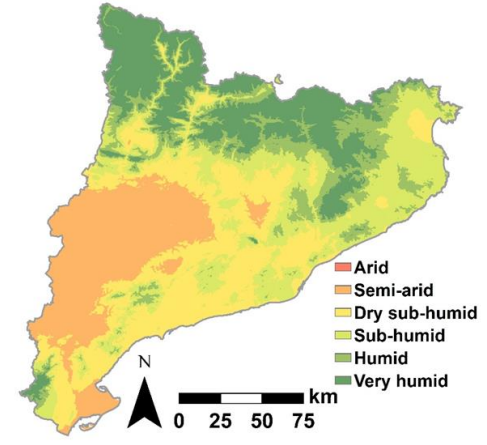 Arid
Semi-arid
Dry sub-humid
Sub-humid
Humid
Very humid
N
km
0 25 50 75